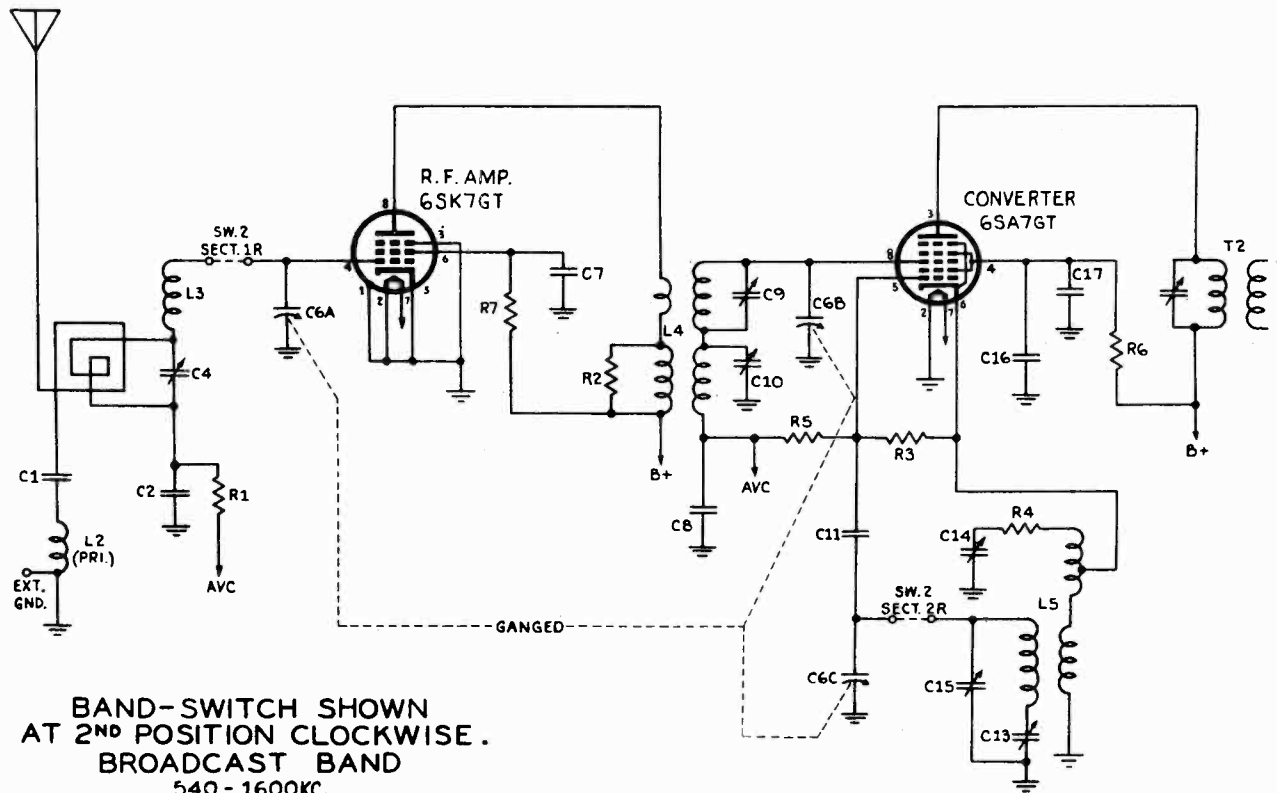 R.F. AMP.
6SK7GT
CONVERTER
6SA7GT
SW.2
SECT.1R
8
3
6
4
1
2
7
5
3
8
5
4
2
7
6
L3
C6A
C7
R7
L4
C9
C6B
C17
T2
C4
R2
C10
C16
R6
R5
R3
B+
AVC
B+
C1
C2
R1
L2
(PRI.)
EXT.
GND.
AVC
C8
C11
C14
R4
SW.2
SECT.2R
L5
GANGED
C6C
C15
C13
BAND-SWITCH SHOWN
AT 2ND POSITION CLOCKWISE.
BROADCAST BAND
540-1600KC.